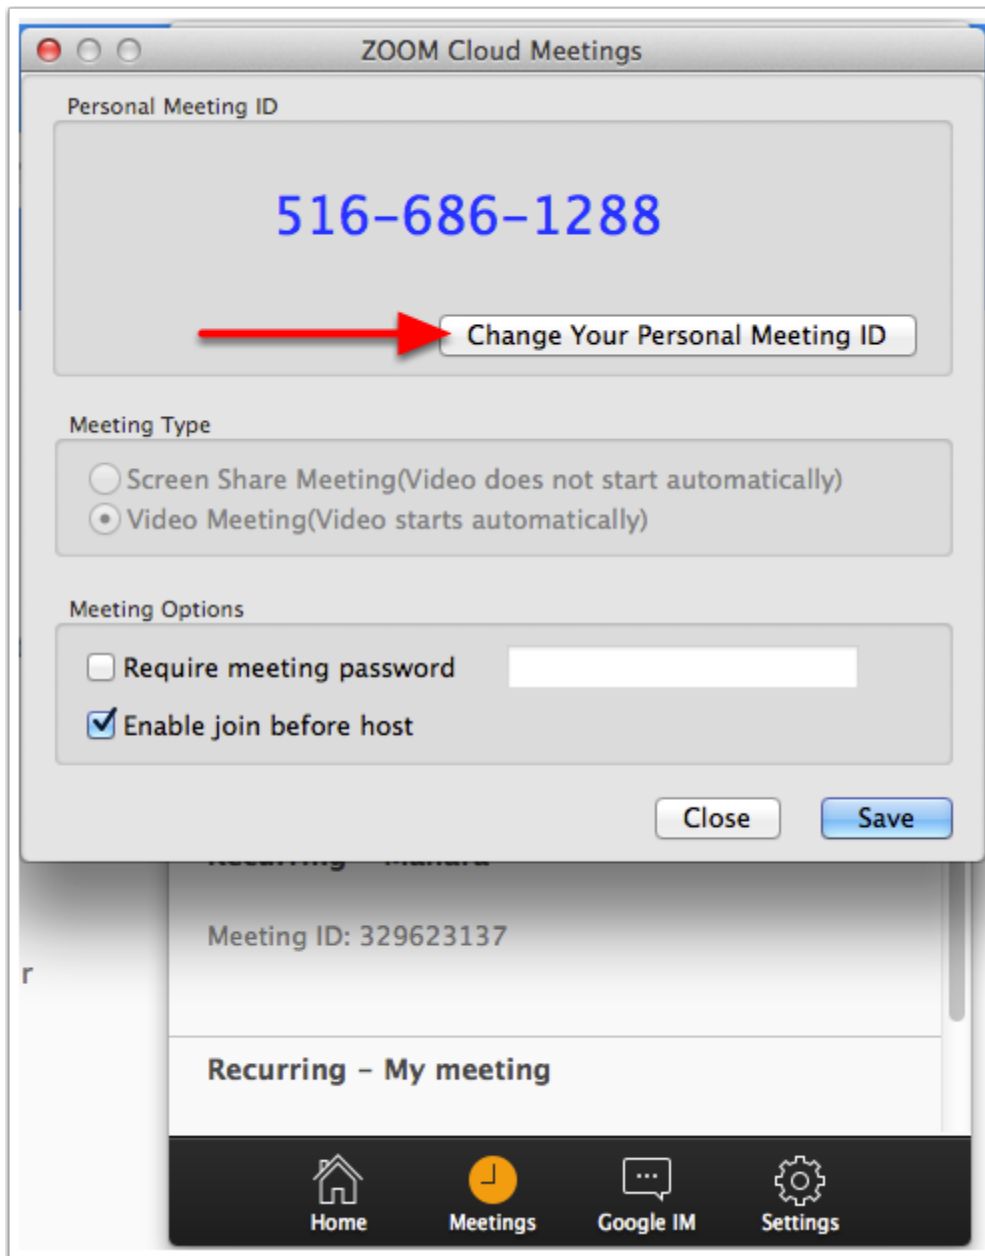 ZOOM Cloud Meetings
Personal Meeting ID
516-686-1288
Change Your Personal Meeting ID
Meeting Type
Screen Share Meeting(Video does not start automatically)
Video Meeting(Video starts automatically)
Meeting Options
Require meeting password
Enable join before host
Close Save
Recurring -
Meeting ID: 329623137
r
Recurring - My meeting
Home Meetings Google IM Settings